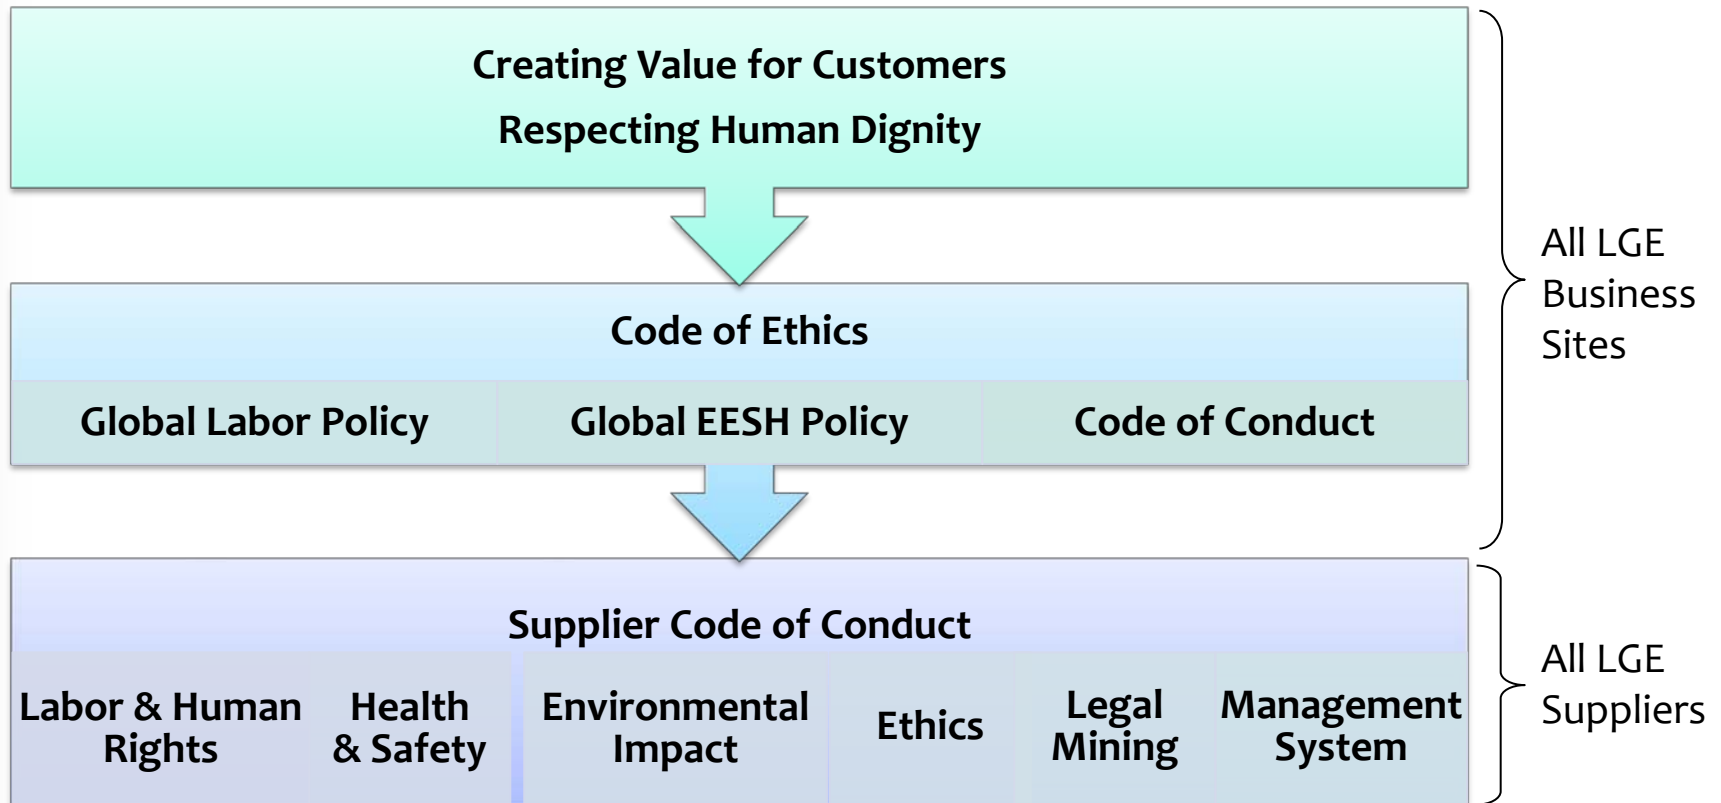 Creating Value for Customers
Respecting Human Dignity
All LGE
Business
Sites
Code of Ethics
Global Labor Policy
Global EESH Policy
Code of Conduct
Supplier Code of Conduct
Labor & Human
Rights
Health
& Safety
Environmental
Impact
Ethics
Legal
Mining
Management
System
All LGE
Suppliers